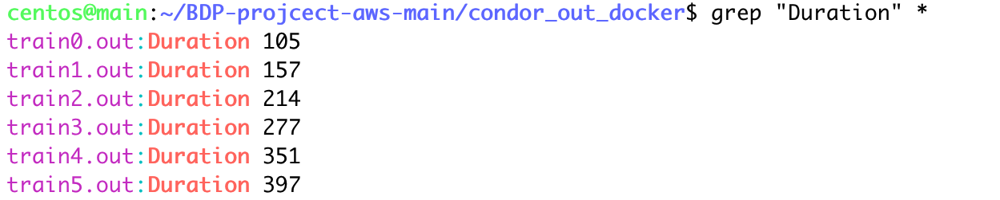 centos@main:~/BDP-projcect-aws-main/condor_out_docker$ grep "Duration" *
train0.out:Duration 105
train1.out:Duration 157
train2.out:Duration 214
train3.out:Duration 277
train4.out:Duration 351
train5.out:Duration 397